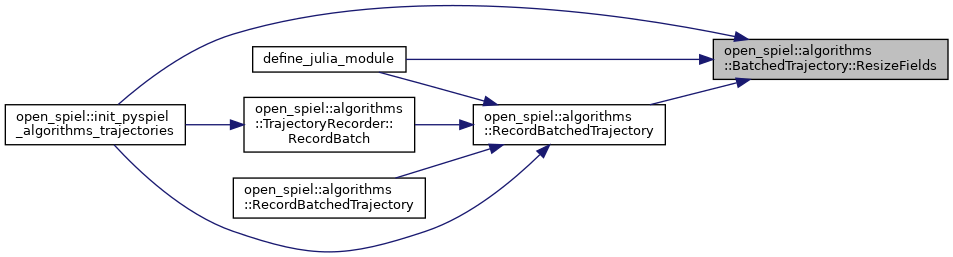 open_spiel::algorithms
::BatchedTrajectory::ResizeFields
define_julia_module
open_spiel::init_pyspiel
_algorithms_trajectories
open_spiel::algorithms
::TrajectoryRecorder::
RecordBatch
open_spiel::algorithms
::RecordBatchedTrajectory
open_spiel::algorithms
::RecordBatchedTrajectory